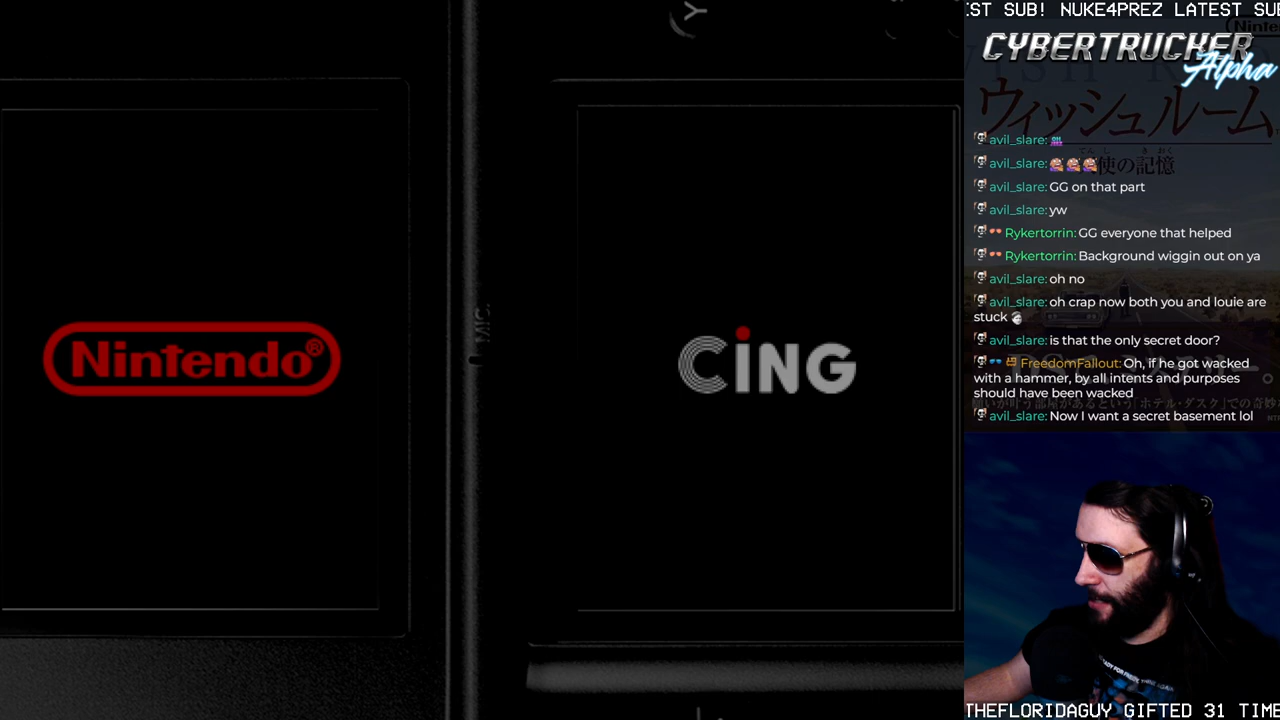 EST SUB! NUKE4PREZ LATEST SUB
CYBERTRUCKER
Alpha
ウィッシュルーム
使の記憶
avil_slare:
avil_slare:
avil_slare: GG on that part
avil_slare: yw
Rykertorrin: GG everyone that helped
Rykertorrin: Background wiggin out on ya
avil_slare: oh no
avil_slare: oh crap now both you and louie are
stuck
avil_slare: is that the only secret door?
FreedomFallout: Oh, if he got wacked
with a hammer, by all intents and purposes
should have been wacked
avil_slare: Now I want a secret basement lol
Y
MIC.
Nintendo®
CiNG
THEFLORIDAGUY GIFTED 31 TIME